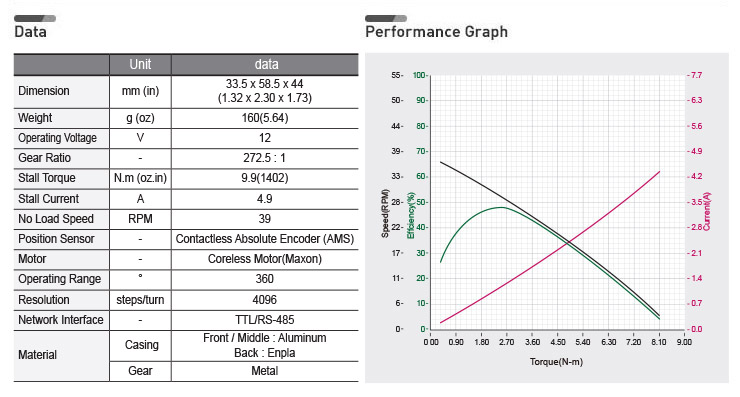 Data
Unit data
Dimension mm (in) 33.5 x 58.5 x 44
(1.32 x 2.30 x 1.73)
Weight g (oz) 160(5.64)
Operating Voltage V 12
Gear Ratio - 272.5 : 1
Stall Torque N.m (oz.in) 9.9(1402)
Stall Current A 4.9
No Load Speed RPM 39
Position Sensor - Contactless Absolute Encoder (AMS)
Motor - Coreless Motor(Maxon)
Operating Range ° 360
Resolution steps/turn 4096
Network Interface - TTL/RS-485
Material Casing Front / Middle : Aluminum
Back : Enpla
Gear Metal
Performance Graph
55- 100- -7.7
50- 90- -6.3
44- 80- -5.6
39- 70- -4.9
33- 60- -4.2
28- 50- -3.5
22- 40- -2.8
17- 30- -2.1
11- 20- -1.4
6- 10- -0.7
0- 0- -0.0
Speed(RPM)
Efficiency(%)
Current(A)
0.00 0.90 1.80 2.70 3.60 4.50 5.40 6.30 7.20 8.10 9.00
Torque(N-m)